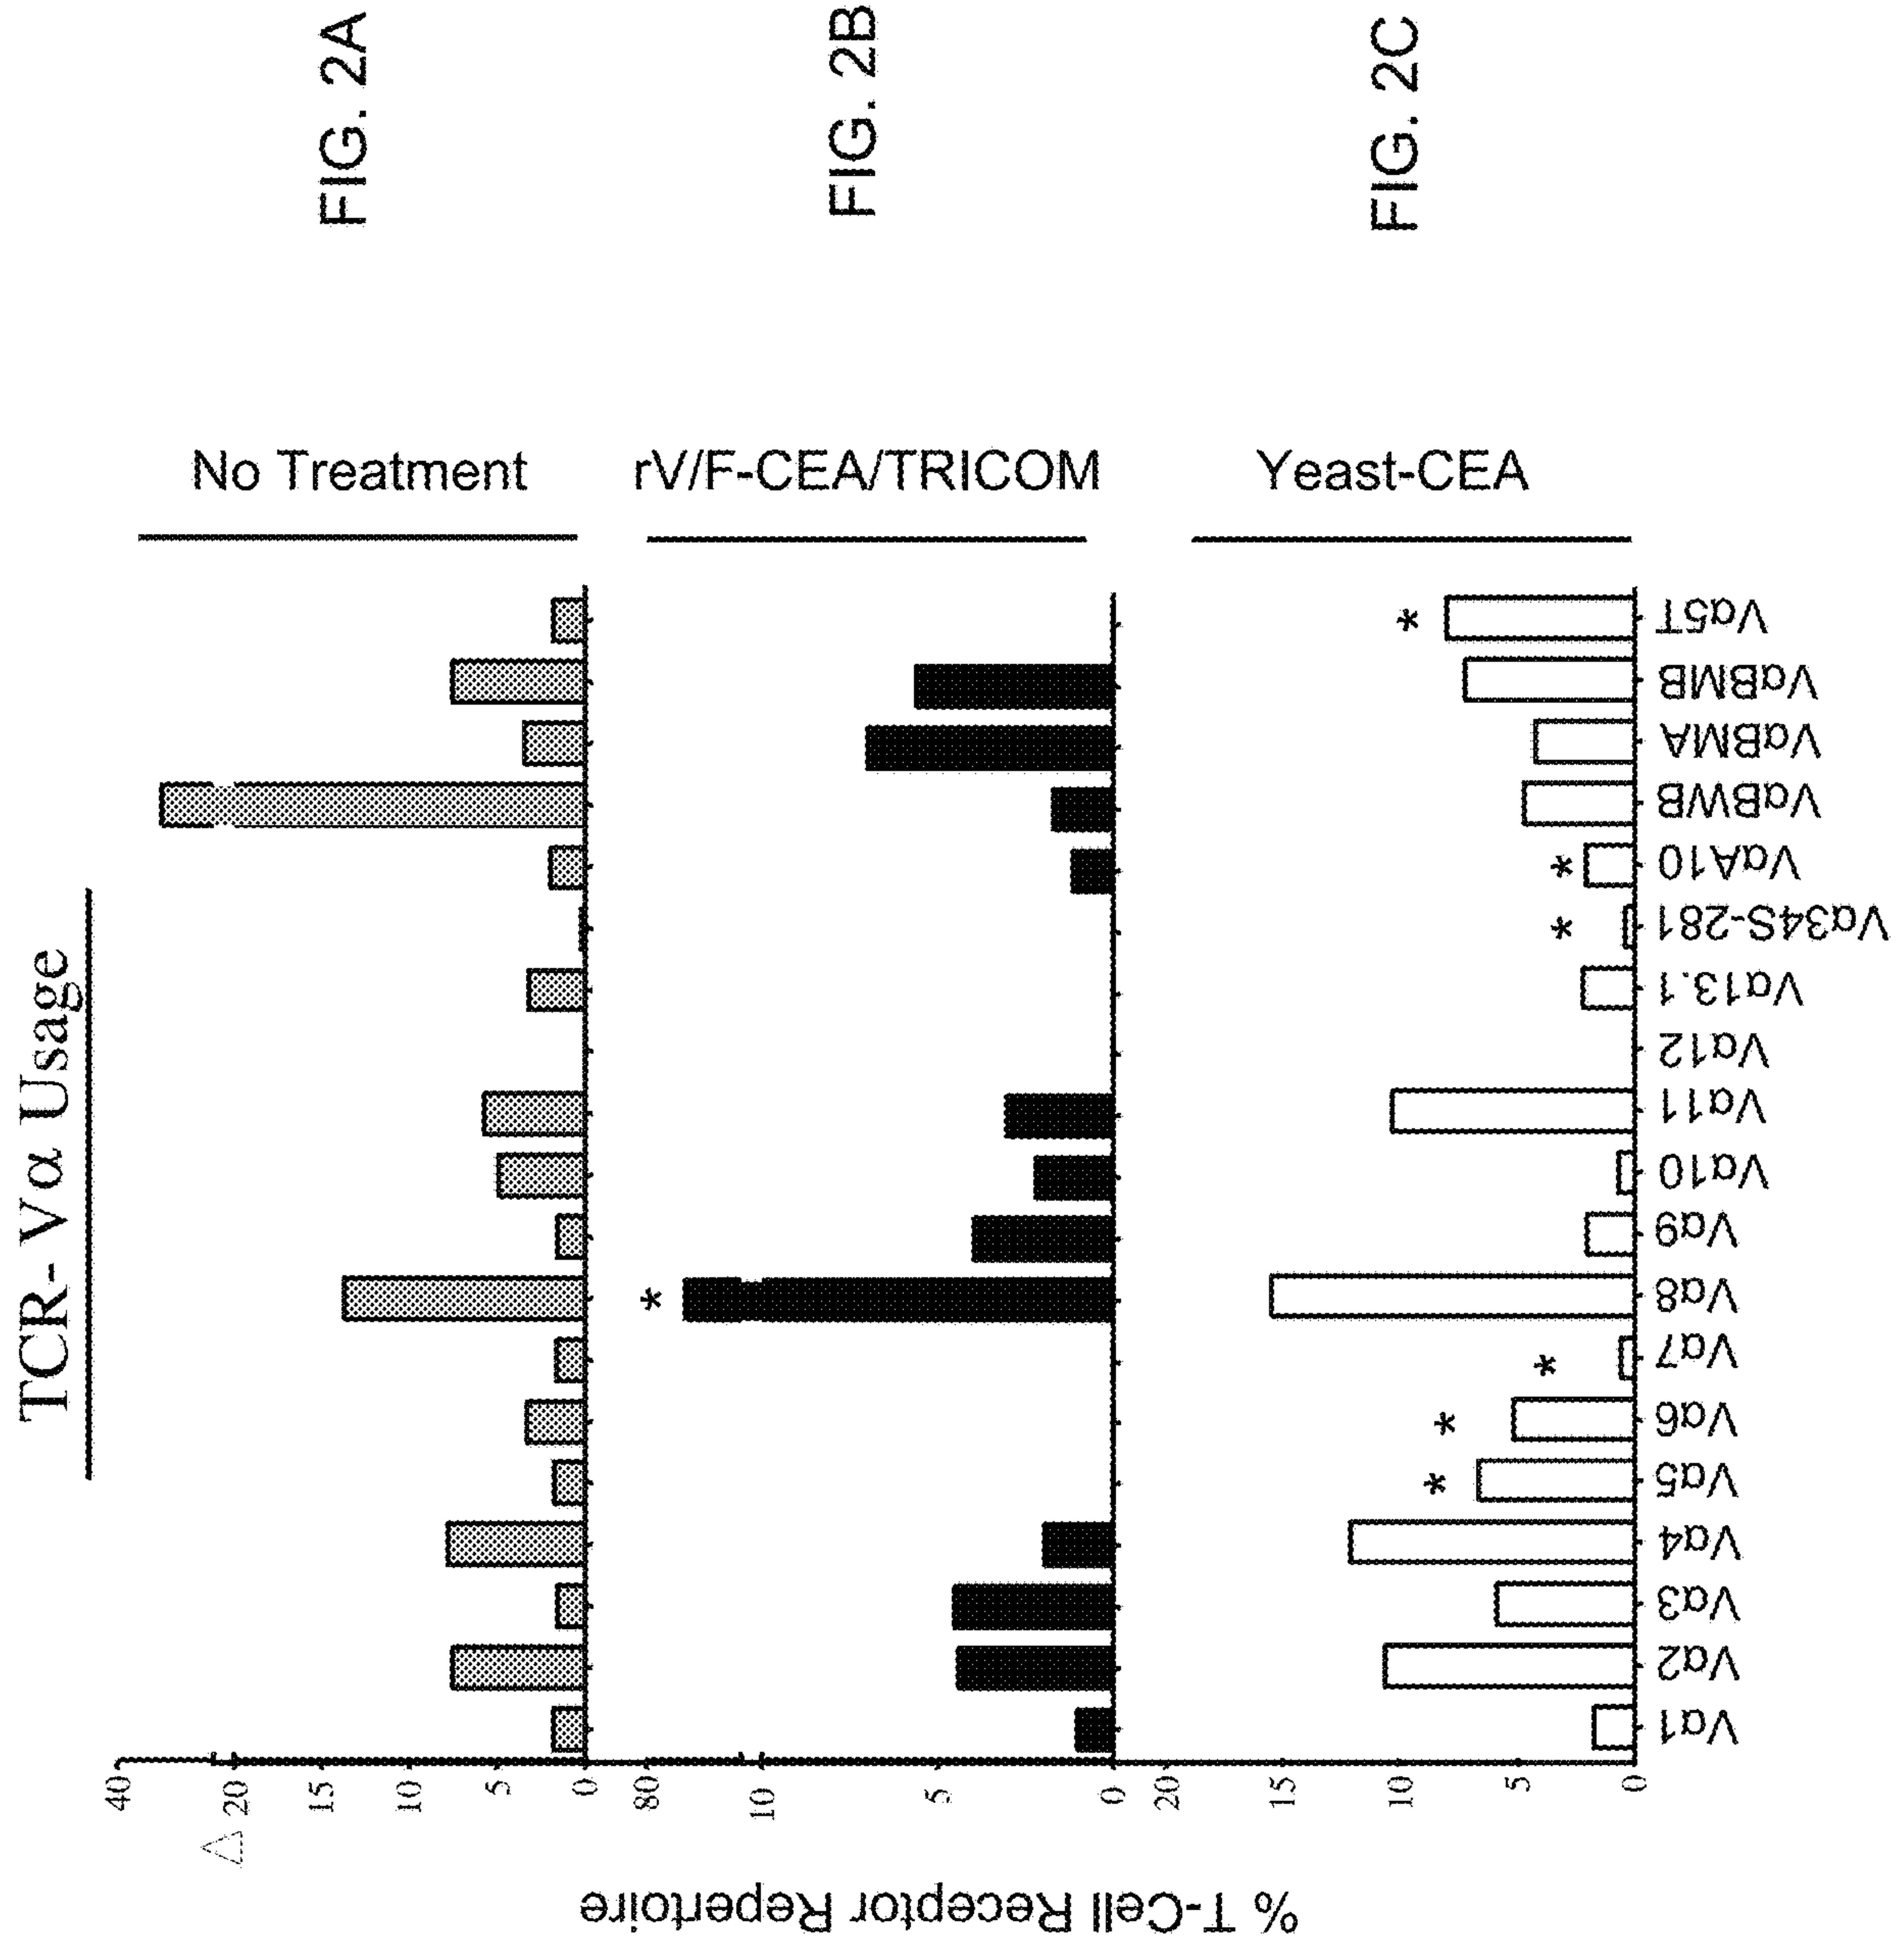 TCR- Vα Usage
% T-Cell Receptor Repertoire
40
20
15
10
5
0
No Treatment
FIG. 2A
80
10
5
0
*
rV/F-CEA/TRICOM
FIG. 2B
20
15
10
5
0
* * * * * *
Yeast-CEA
FIG. 2C
Vα1
Vα2
Vα3
Vα4
Vα5
Vα6
Vα7
Vα8
Vα9
Vα10
Vα11
Vα12
Vα13.1
Vα34S-281
VαA10
VαBWB
VαBMA
VαBMB
Vα5T